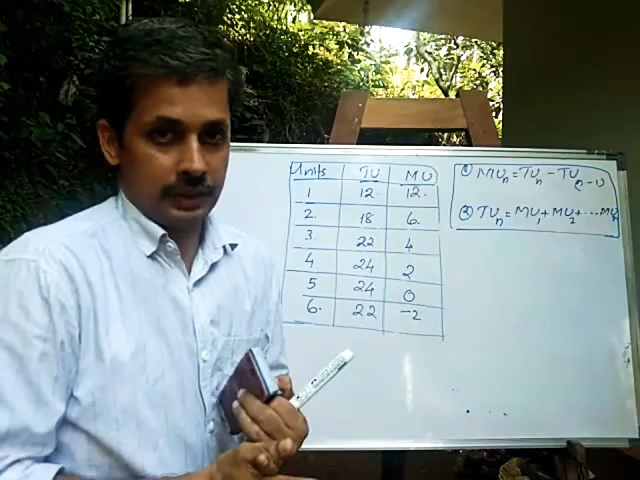 Units TU MU
1 12. 12.
2. 18 6.
3. 22 4
4 24 2
5 24 0
6. 22 -2
① MUn = TUn - TU(n-1)
② TUn = MU1 + MU2 + ... MUn